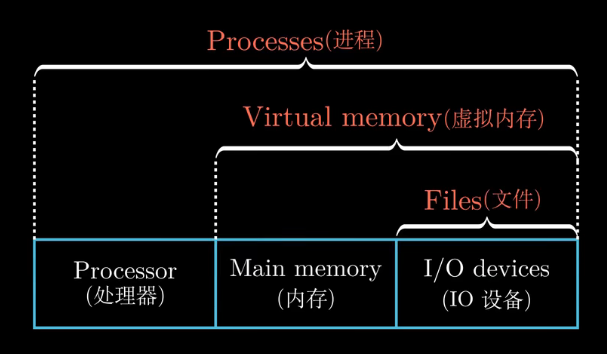 Processes(进程)
Virtual memory(虚拟内存)
Files(文件)
Processor
(处理器)
Main memory
(内存)
I/O devices
(IO 设备)